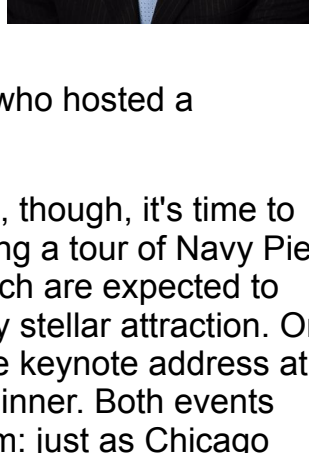 who hosted a
, though, it's time to
ng a tour of Navy Pie
ch are expected to
y stellar attraction. O
e keynote address at
inner. Both events
m: just as Chicago